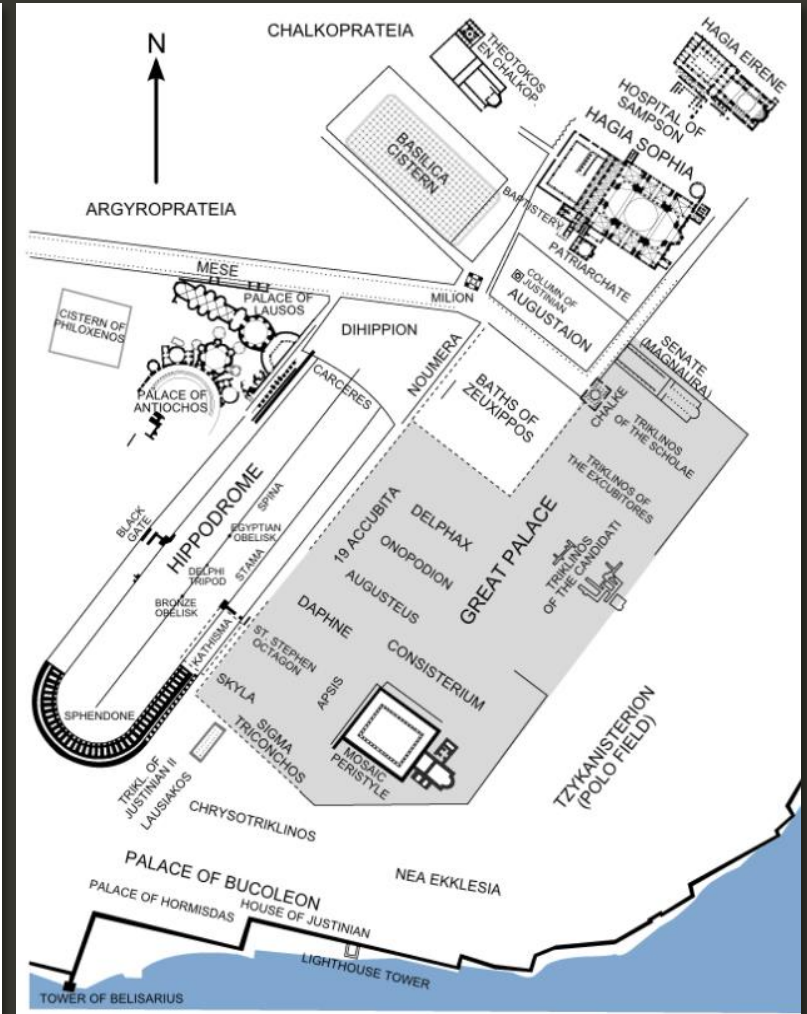 CHALKOPRATEIA
N
THEOTOKOS
EN CHALKOP.
HAGIA EIRENE
HOSPITAL OF
SAMPSON
HAGIA SOPHIA
BASILICA
CISTERN
BAPTISTERY
ARGYROPRATEIA
PATRIARCHATE
MESE
COLUMN OF
JUSTINIAN
MILION
AUGUSTAION
PALACE OF
LAUSOS
CISTERN OF
PHILOXENOS
DIHIPPION
NOUMERA
SENATE
(MAGNAURA)
CARCERES
BATHS OF
ZEUXIPPOS
CHALKE
PALACE OF
ANTIOCHOS
TRIKLINOS
OF THE SCHOLAE
TRIKLINOS OF
THE EXCUBITORES
HIPPODROME
SPINA
BLACK
GATE
EGYPTIAN
OBELISK
STAMA
19 ACCUBITA
DELPHAX
ONOPODION
GREAT PALACE
TRIKLINOS
OF THE CANDIDATI
DELPHI
TRIPOD
BRONZE
OBELISK
AUGUSTEUS
DAPHNE
KATHISMA
ST. STEPHEN
OCTAGON
CONSISTERIUM
SKYLA
APSIS
SPHENDONE
SIGMA
TRICONCHOS
MOSAIC
PERISTYLE
TZYKANISTERION
(POLO FIELD)
TRIKL. OF
JUSTINIAN II
LAUSIAKOS
CHRYSOTRIKLINOS
PALACE OF BUCOLEON
NEA EKKLESIA
PALACE OF HORMISDAS
HOUSE OF JUSTINIAN
LIGHTHOUSE TOWER
TOWER OF BELISARIUS